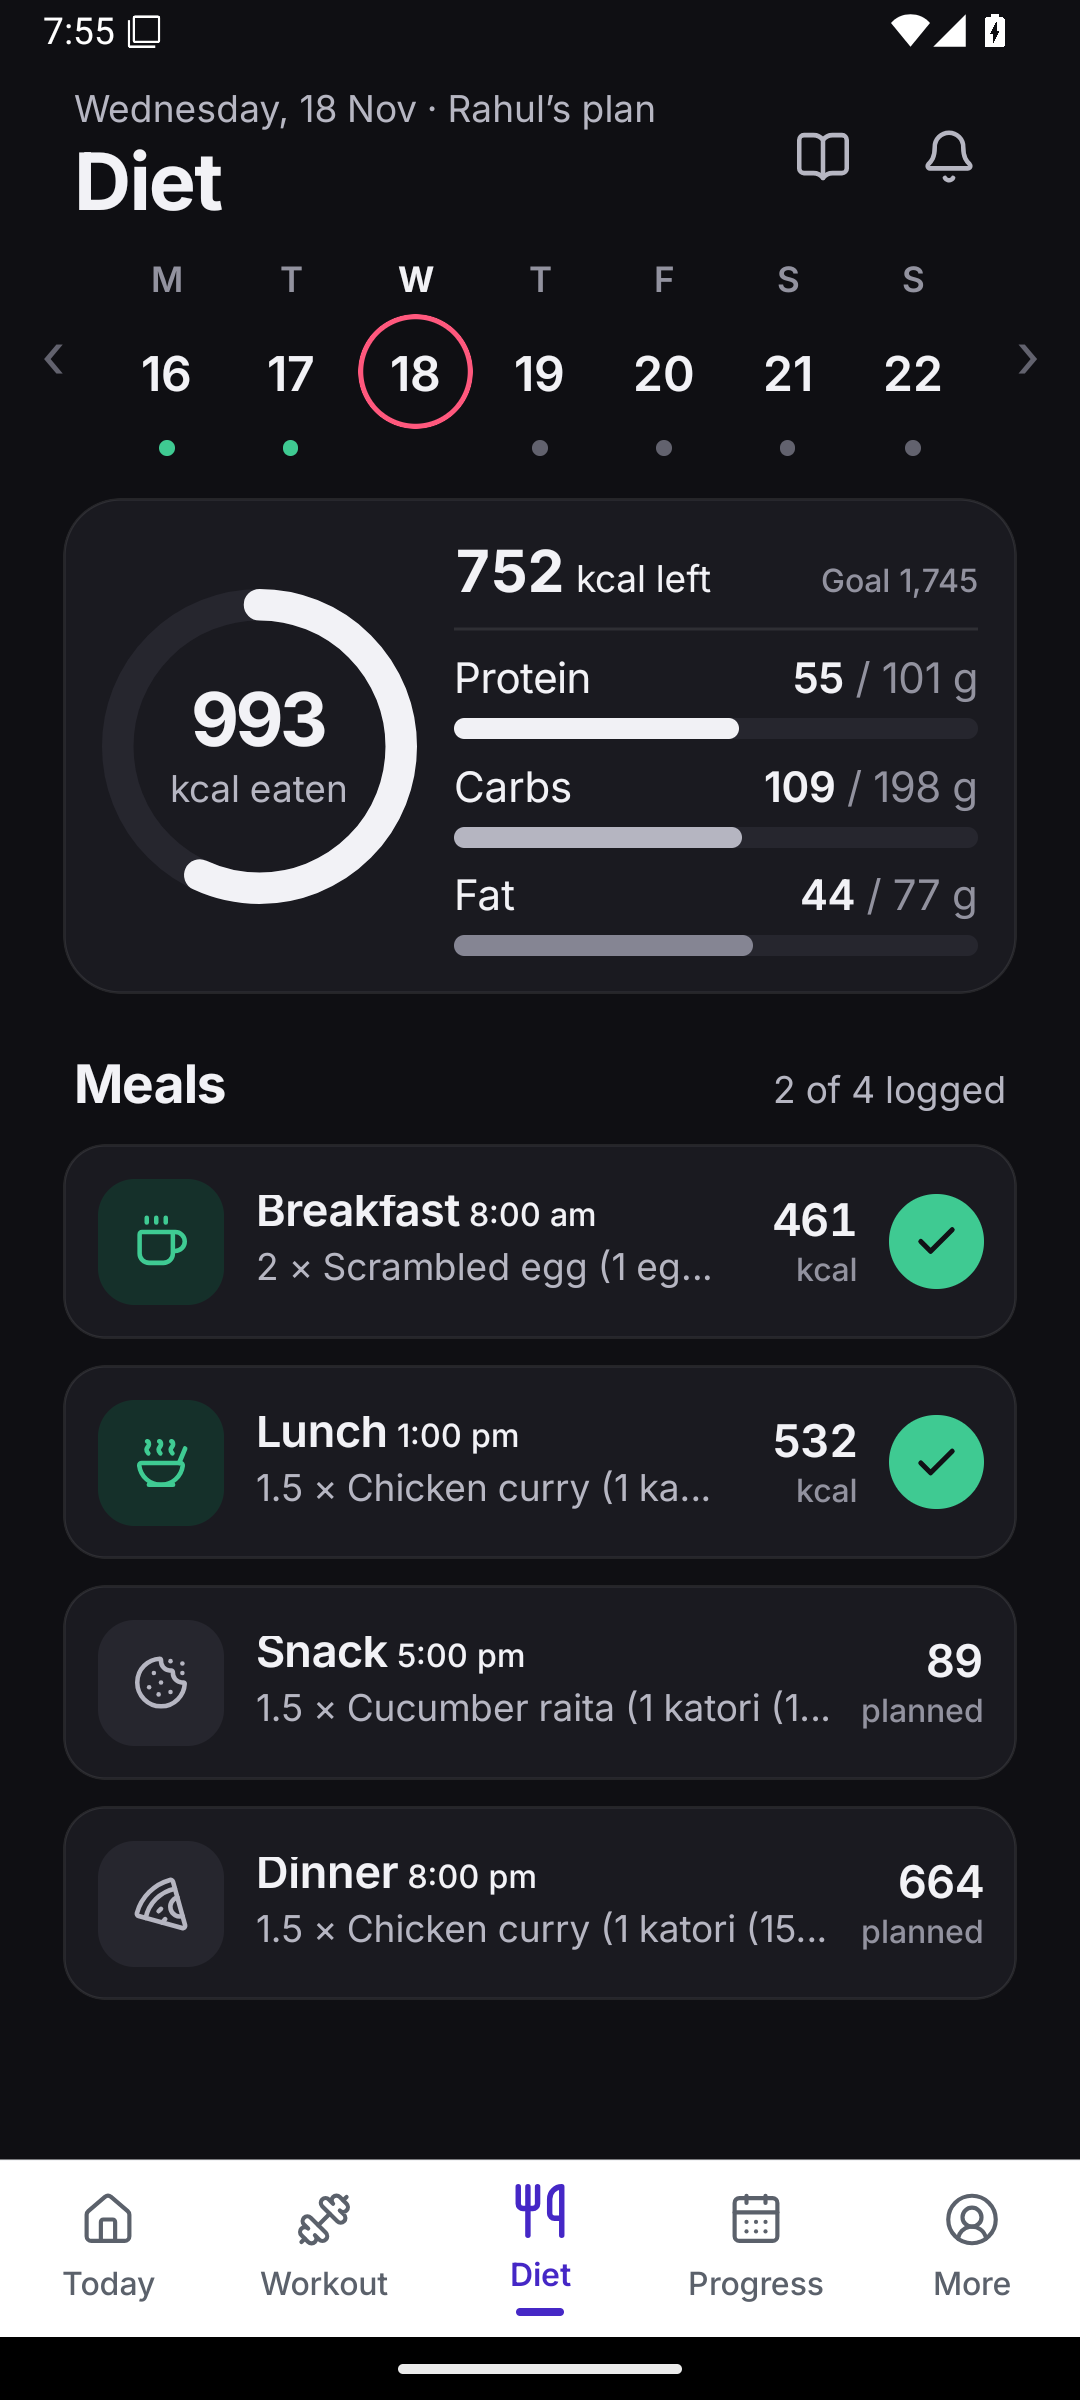 7:55
Wednesday, 18 Nov · Rahul’s plan
Diet
M T W T F S S
16 17 18 19 20 21 22
752 kcal left Goal 1,745
993
kcal eaten
Protein 55 / 101 g
Carbs 109 / 198 g
Fat 44 / 77 g
Meals 2 of 4 logged
Breakfast 8:00 am 461
2 × Scrambled egg (1 eg... kcal
Lunch 1:00 pm 532
1.5 × Chicken curry (1 ka... kcal
Snack 5:00 pm 89
1.5 × Cucumber raita (1 katori (1... planned
Dinner 8:00 pm 664
1.5 × Chicken curry (1 katori (15... planned
Today Workout Diet Progress More